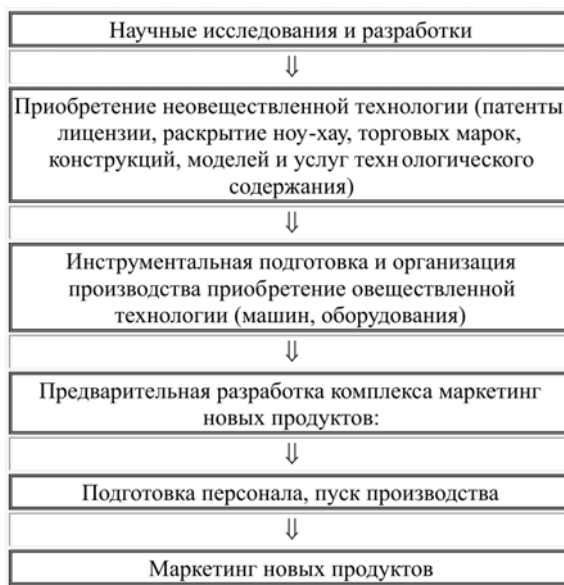 Научные исследования и разработки
⇓
Приобретение неовеществленной технологии (патенты
лицензии, раскрытие ноу-хау, торговых марок,
конструкций, моделей и услуг технологического
содержания)
⇓
Инструментальная подготовка и организация
производства приобретение овеществленной
технологии (машин, оборудования)
⇓
Предварительная разработка комплекса маркетинг
новых продуктов:
⇓
Подготовка персонала, пуск производства
⇓
Маркетинг новых продуктов